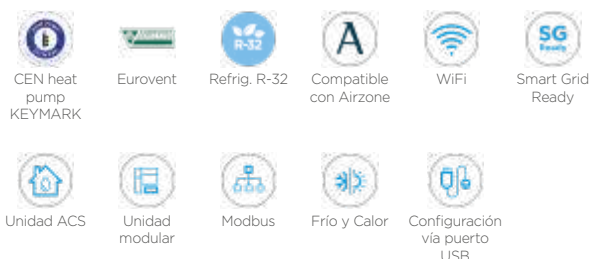 R-32
A
SG
Ready
CEN heat
pump
KEYMARK
Eurovent
Refrig. R-32
Compatible
con Airzone
WiFi
Smart Grid
Ready
Unidad ACS
Unidad
modular
Modbus
Frío y Calor
Configuración
vía puerto
USB